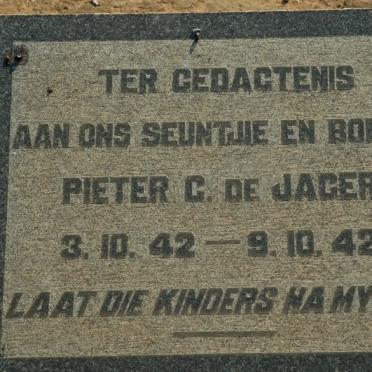 TER GEDAGTENIS
AAN ONS SEUNTJIE EN
PIETER C. DE JAGER
3.10.42 — 9.10.42
LAAT DIE KINDERS NA MY